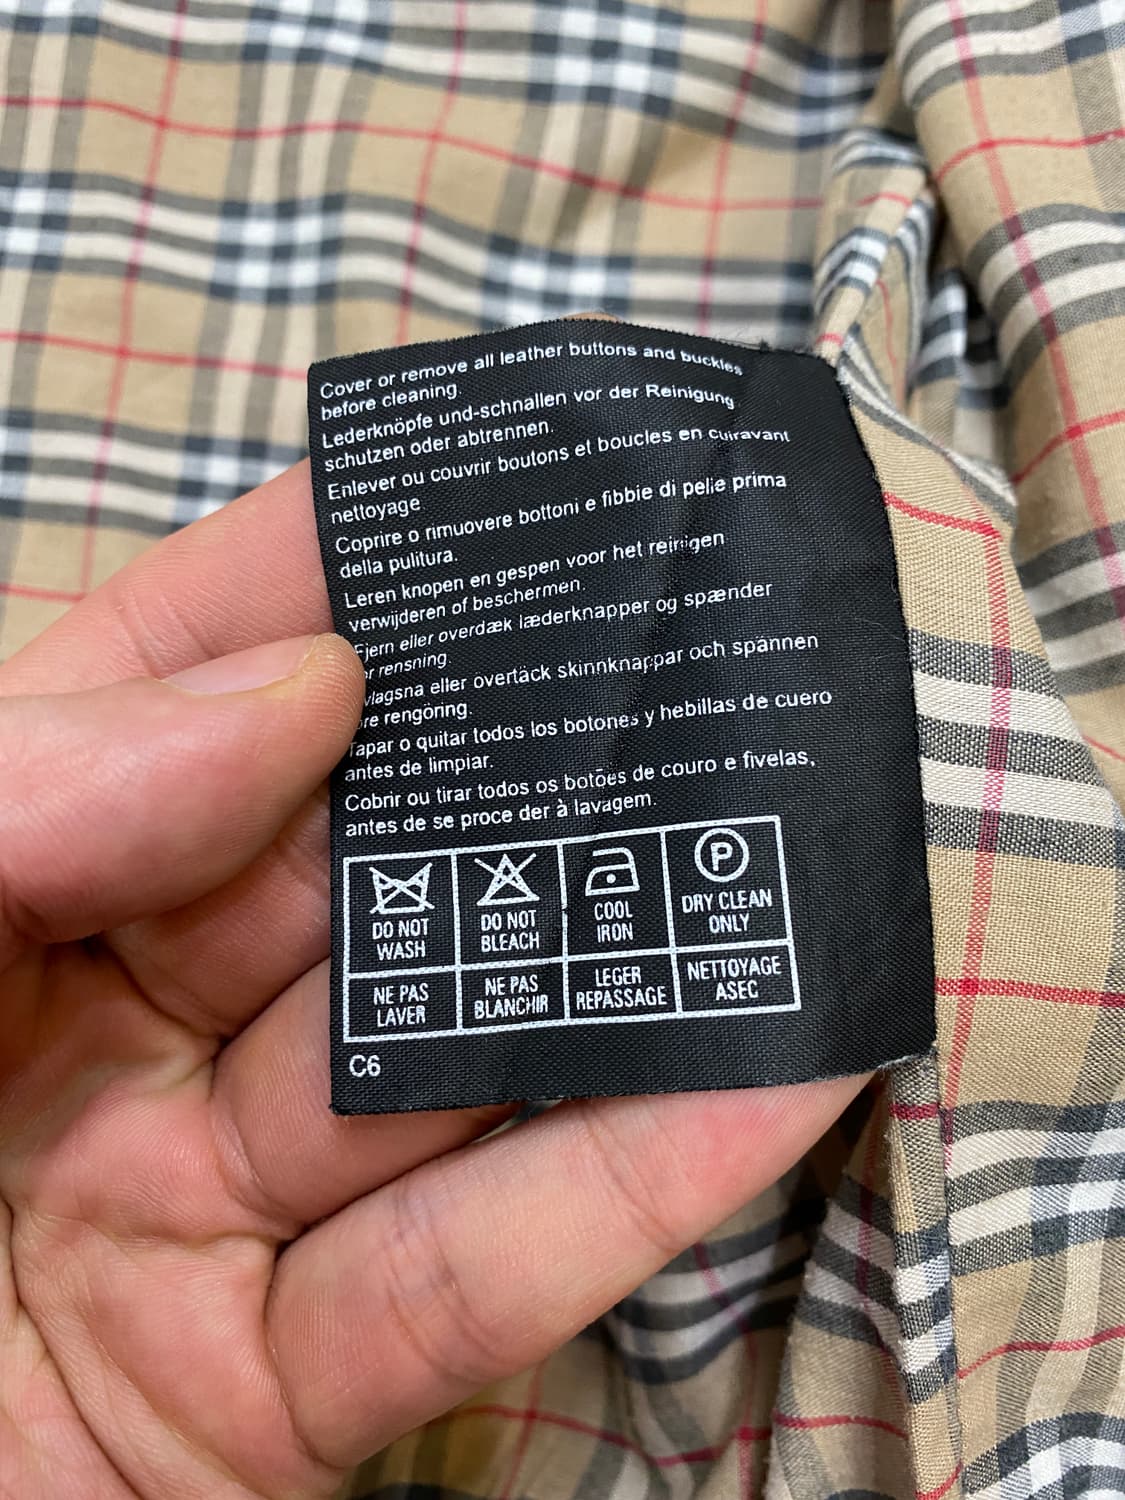 Cover or remove all leather buttons and buckles
before cleaning.
Lederknöpfe und-schnallen vor der Reinigung
schutzen oder abtrennen.
Enlever ou couvrir boutons et boucles en cuiravant
nettoyage
Coprire o rimuovere bottoni e fibbie di pelle prima
della pulitura.
Leren knopen en gespen voor het reinigen
verwijderen of beschermen.
Fjern eller overdæk læderknapper og spænder
rensning.
eller övertäck skinnknappar och spännen
rengöring.
Tapar o quitar todos los botones y hebillas de cuero
antes de limpiar.
Cobrir ou tirar todos os botões de couro e fivelas,
antes de se proce der à lavagem.
DO NOT
WASH
DO NOT
BLEACH
COOL
IRON
P
DRY CLEAN
ONLY
NE PAS
LAVER
NE PAS
BLANCHIR
LEGER
REPASSAGE
NETTOYAGE
ASEC
C6